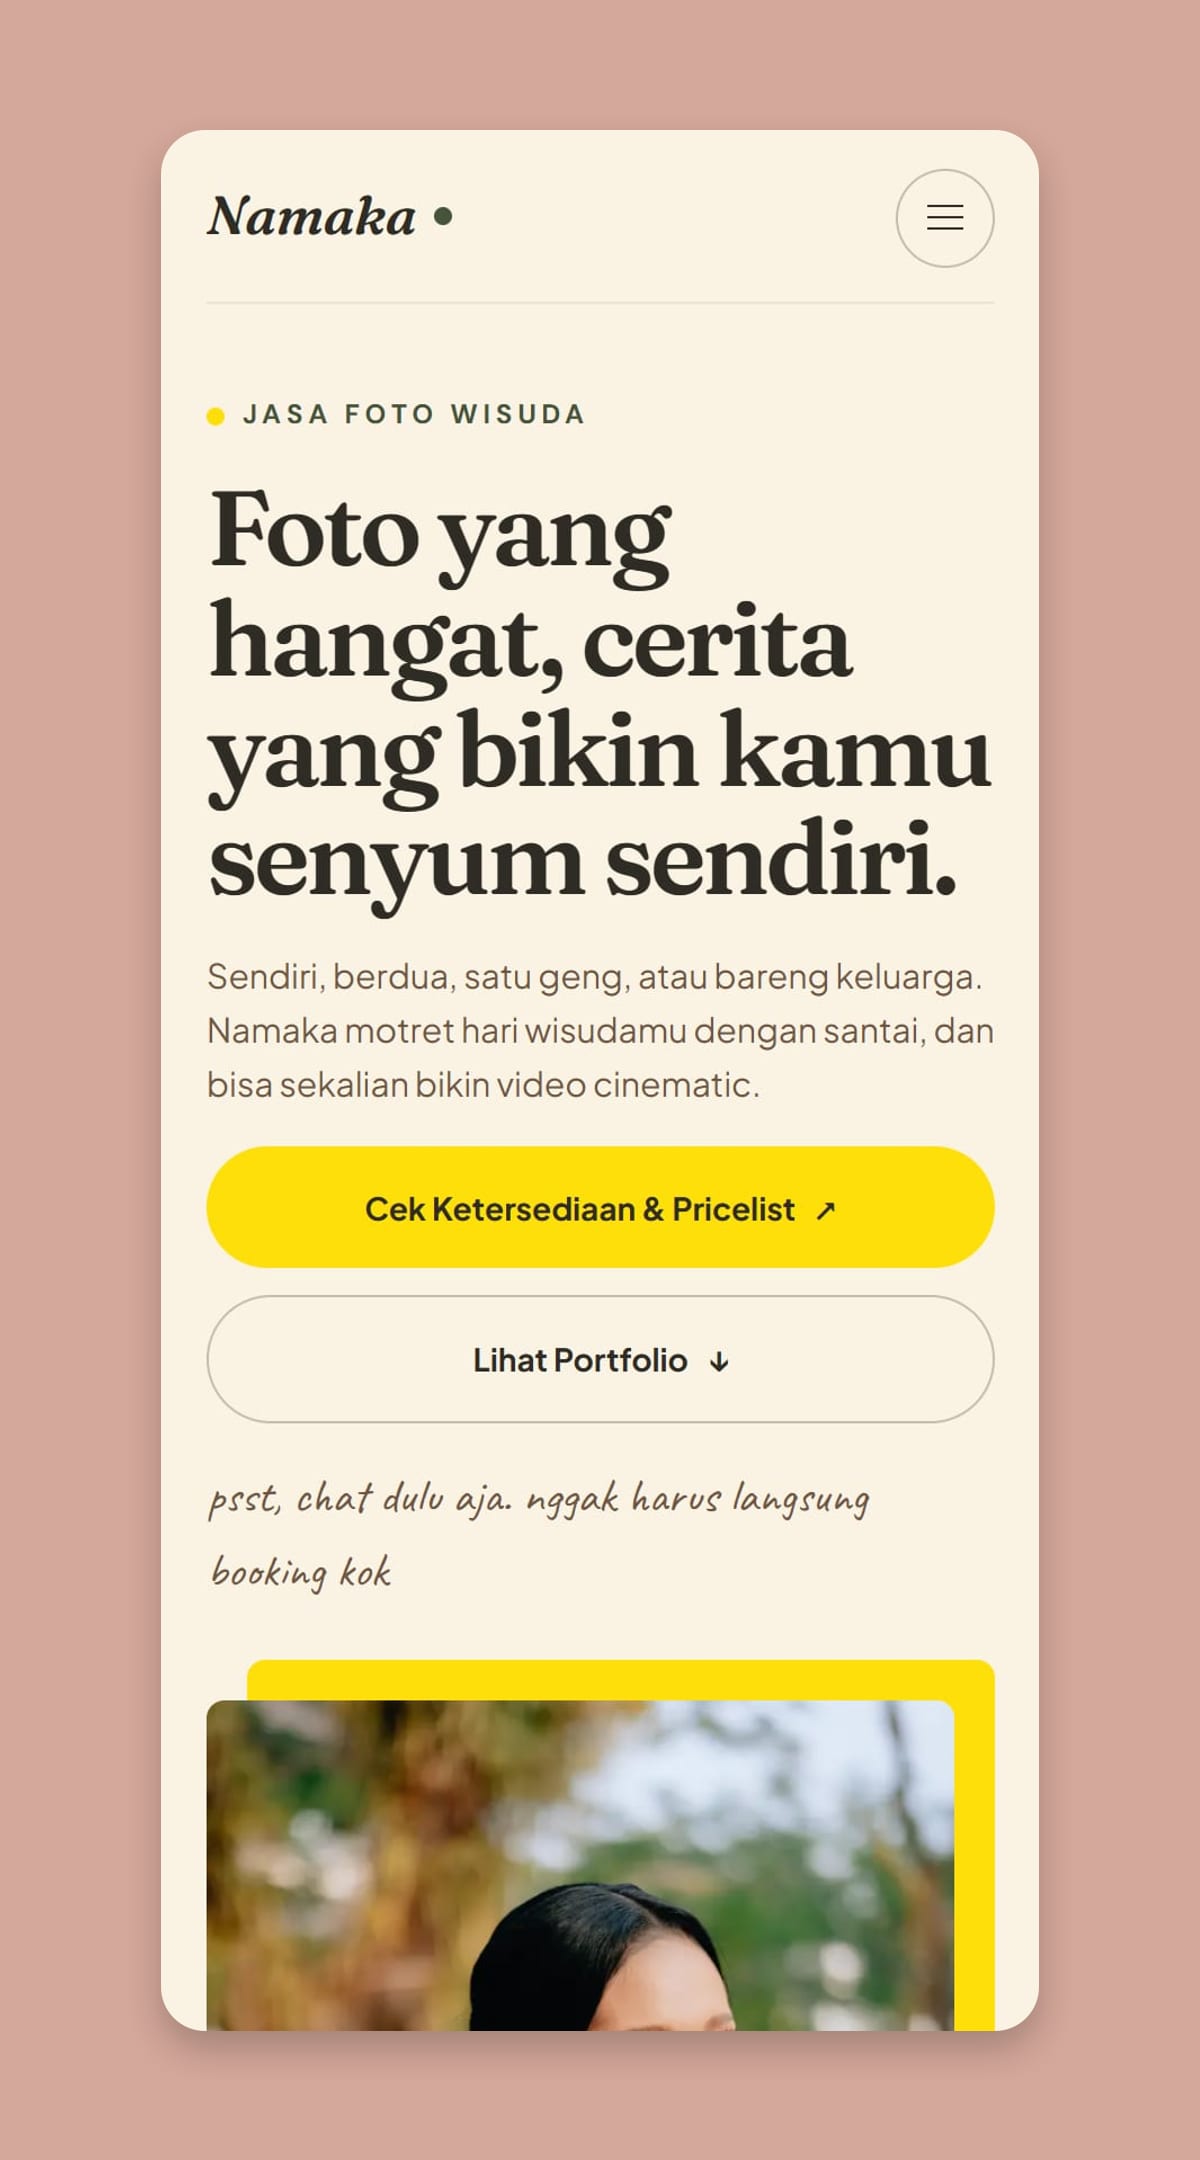 Namaka
JASA FOTO WISUDA
Foto yang
hangat, cerita
yang bikin kamu
senyum sendiri.
Sendiri, berdua, satu geng, atau bareng keluarga.
Namaka motret hari wisudamu dengan santai, dan
bisa sekalian bikin video cinematic.
Cek Ketersediaan & Pricelist ↗
Lihat Portfolio ↓
psst, chat dulu aja. nggak harus langsung
booking kok